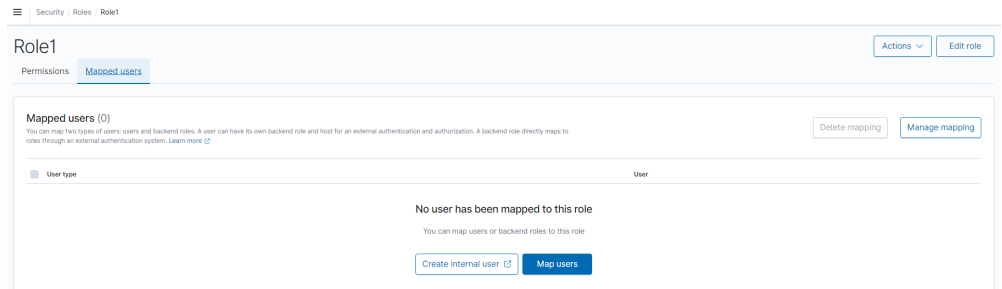 Security / Roles / Role1
Role1
Actions
Edit role
Permissions
Mapped users
Mapped users (0)
You can map two types of users: users and backend roles. A user can have its own backend role and host for an external authentication and authorization. A backend role directly maps to
roles through an external authentication system. Learn more
Delete mapping
Manage mapping
User type
User
No user has been mapped to this role
You can map users or backend roles to this role
Create internal user
Map users